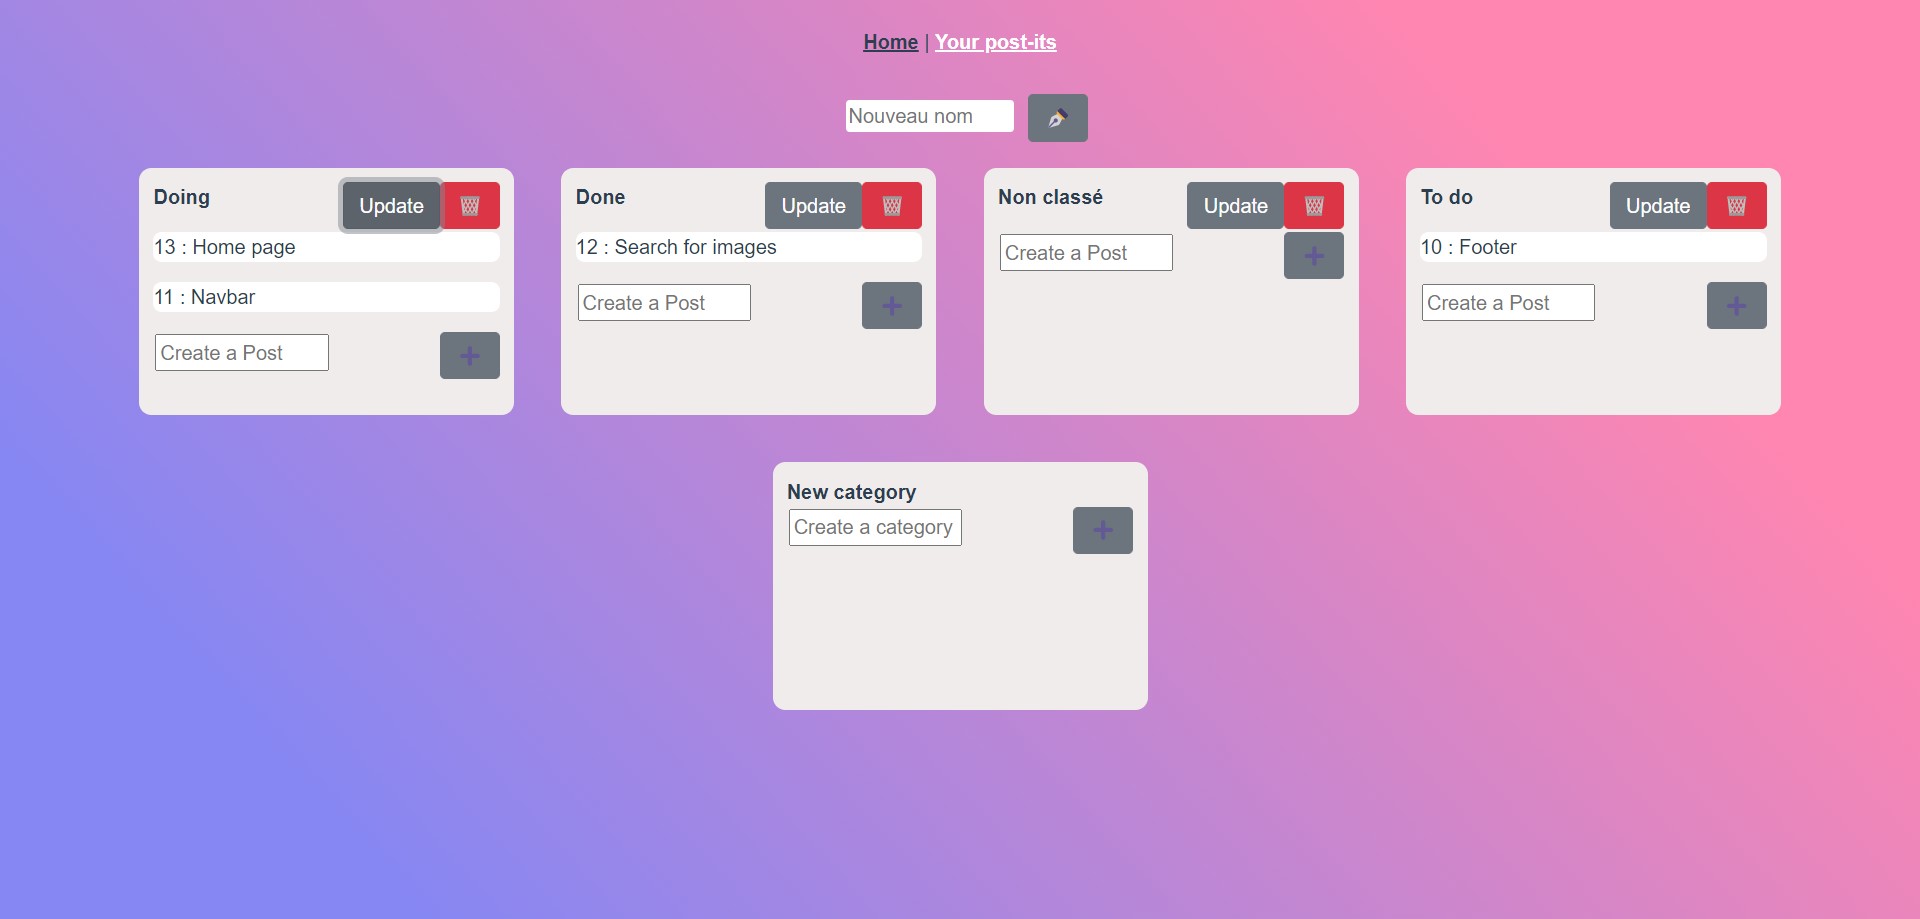 Home | Your post-its
Nouveau nom
Doing
Update
13 : Home page
11 : Navbar
Create a Post
Done
Update
12 : Search for images
Create a Post
Non classé
Update
Create a Post
To do
Update
10 : Footer
Create a Post
New category
Create a category